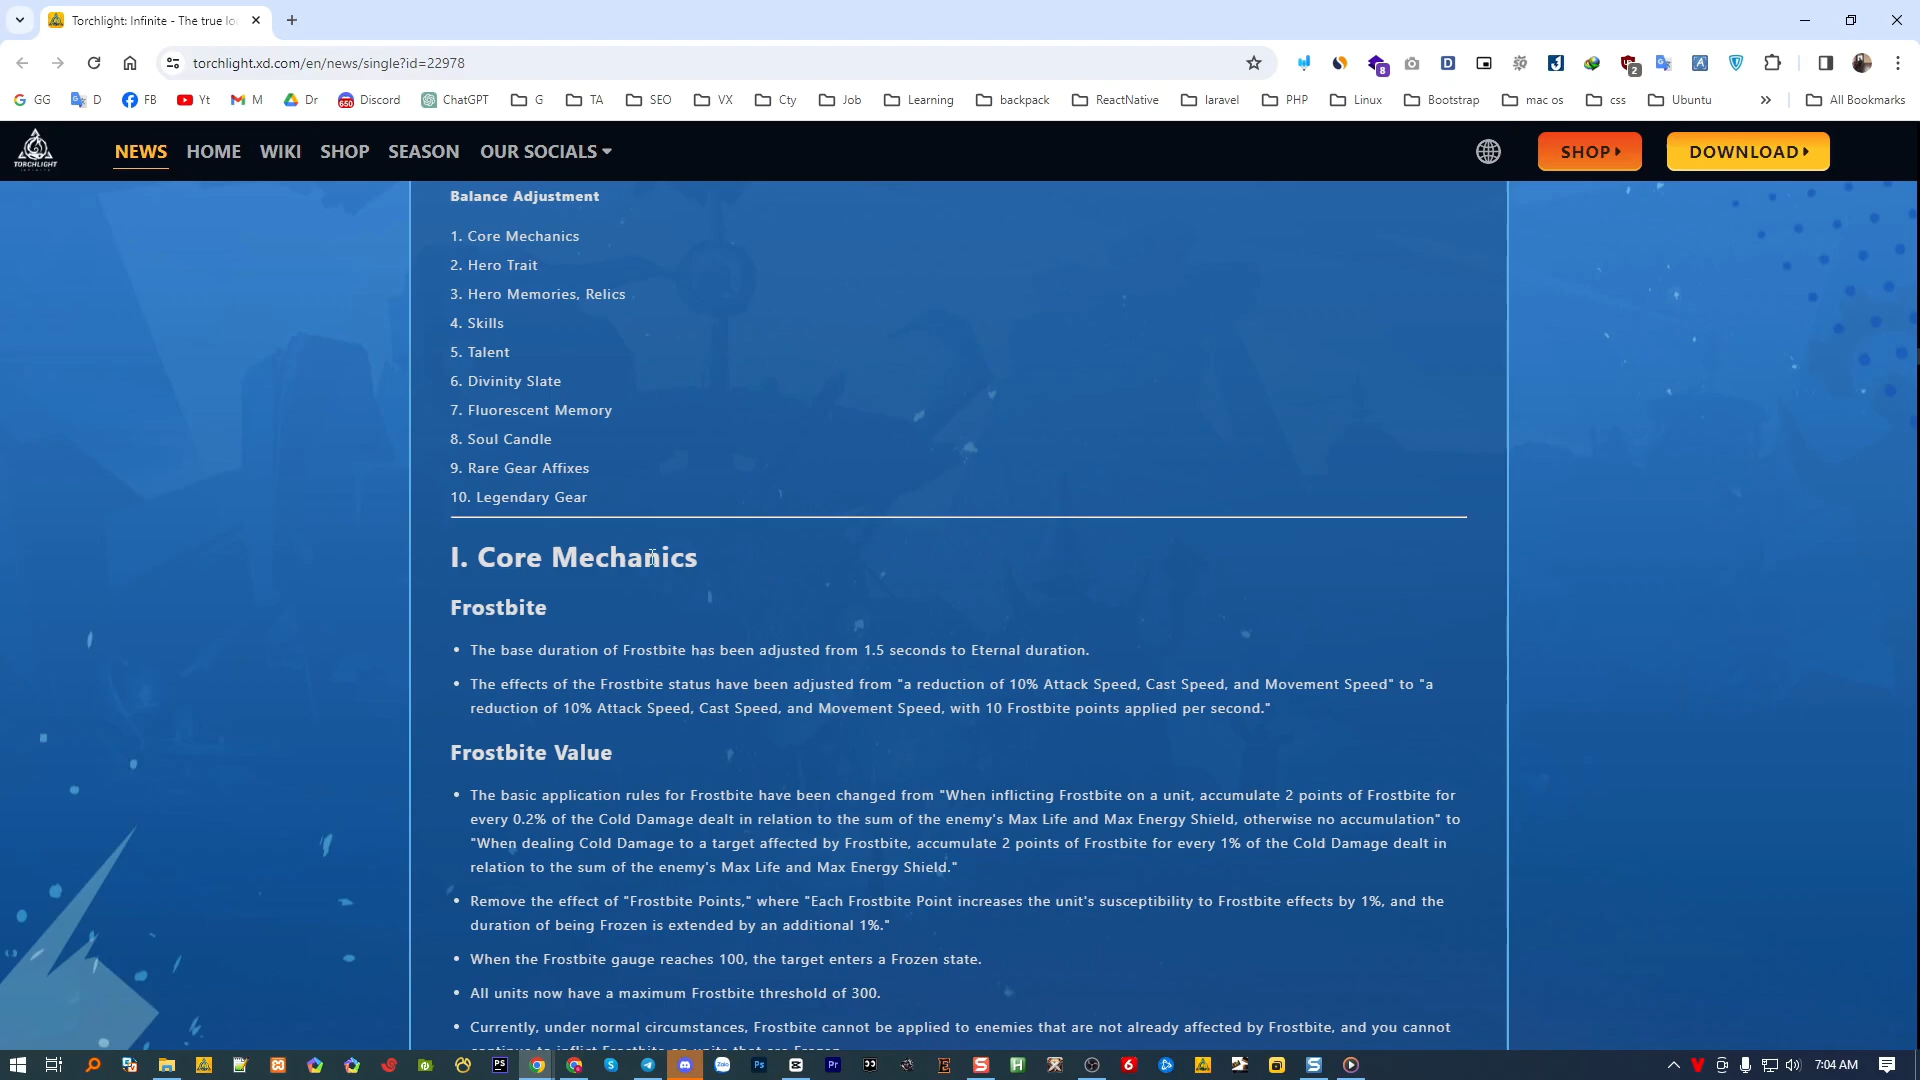 Torchlight: Infinite - The true lo
torchlight.xd.com/en/news/single?id=22978
8
2
GG
D
FB
Yt
M
Dr
650
Discord
ChatGPT
G
TA
SEO
VX
Cty
Job
Learning
backpack
ReactNative
laravel
PHP
Linux
Bootstrap
mac os
css
Ubuntu
All Bookmarks
TORCHLIGHT
INFINITE
NEWS
HOME
WIKI
SHOP
SEASON
OUR SOCIALS
SHOP
DOWNLOAD
Balance Adjustment
1. Core Mechanics
2. Hero Trait
3. Hero Memories, Relics
4. Skills
5. Talent
6. Divinity Slate
7. Fluorescent Memory
8. Soul Candle
9. Rare Gear Affixes
10. Legendary Gear
I. Core Mechanics
Frostbite
• The base duration of Frostbite has been adjusted from 1.5 seconds to Eternal duration.
• The effects of the Frostbite status have been adjusted from "a reduction of 10% Attack Speed, Cast Speed, and Movement Speed" to "a
reduction of 10% Attack Speed, Cast Speed, and Movement Speed, with 10 Frostbite points applied per second."
Frostbite Value
• The basic application rules for Frostbite have been changed from "When inflicting Frostbite on a unit, accumulate 2 points of Frostbite for
every 0.2% of the Cold Damage dealt in relation to the sum of the enemy's Max Life and Max Energy Shield, otherwise no accumulation" to
"When dealing Cold Damage to a target affected by Frostbite, accumulate 2 points of Frostbite for every 1% of the Cold Damage dealt in
relation to the sum of the enemy's Max Life and Max Energy Shield."
• Remove the effect of "Frostbite Points," where "Each Frostbite Point increases the unit's susceptibility to Frostbite effects by 1%, and the
duration of being Frozen is extended by an additional 1%."
• When the Frostbite gauge reaches 100, the target enters a Frozen state.
• All units now have a maximum Frostbite threshold of 300.
• Currently, under normal circumstances, Frostbite cannot be applied to enemies that are not already affected by Frostbite, and you cannot
continue to inflict Frostbite on units that are Frozen.
7:04 AM